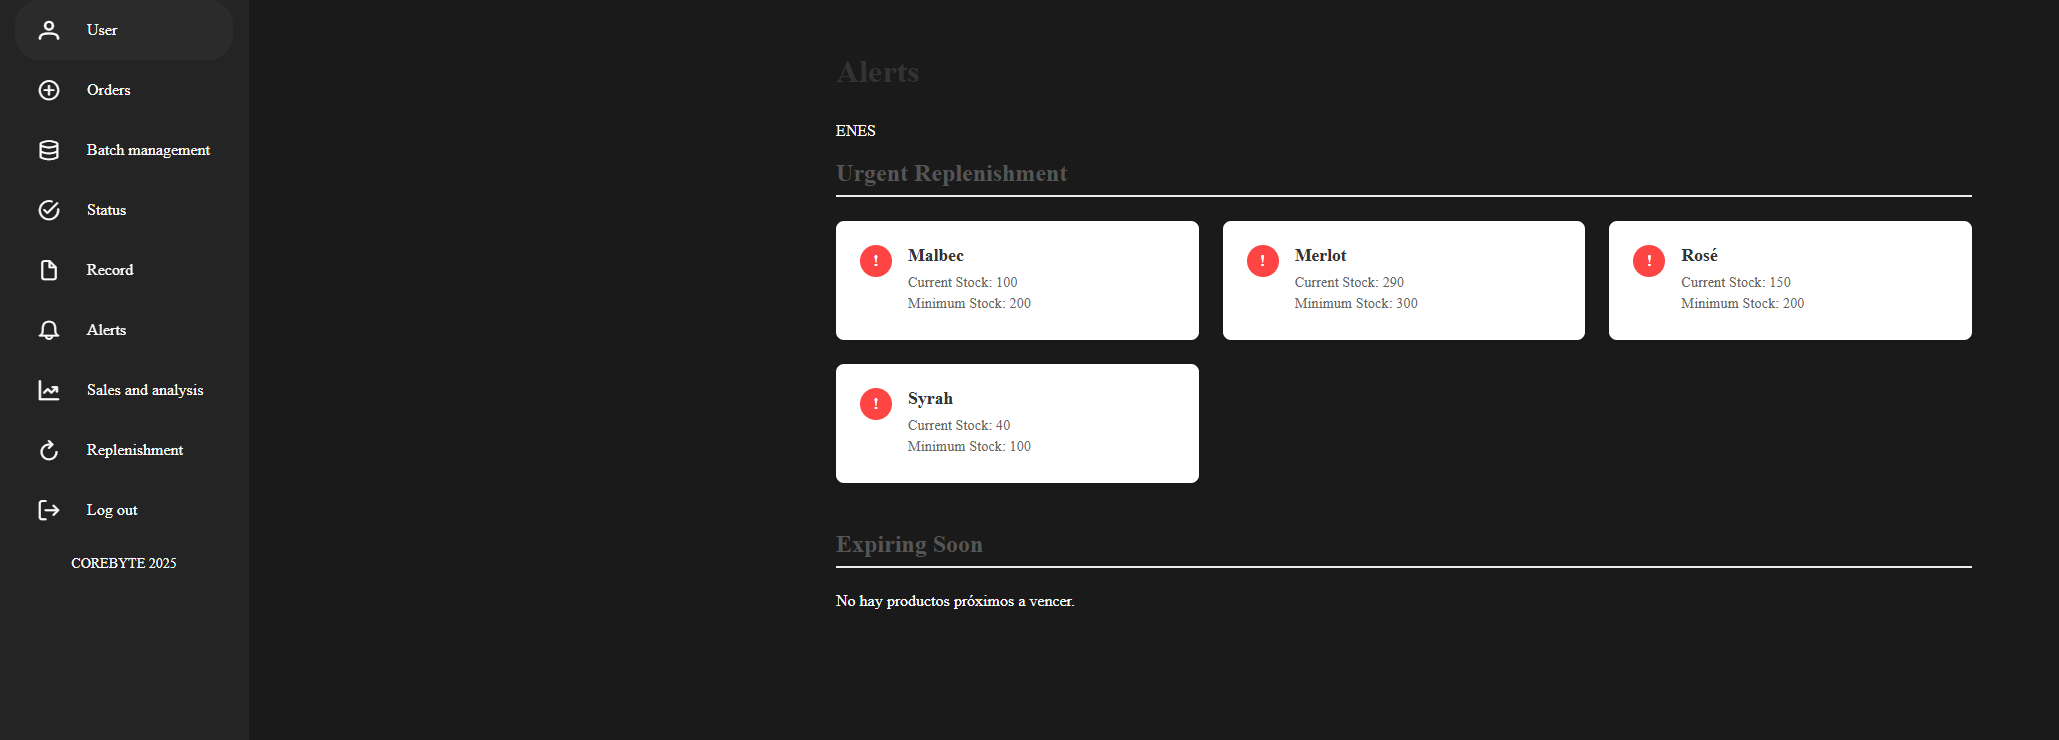 User
Orders
Batch management
Status
Record
Alerts
Sales and analysis
Replenishment
Log out
COREBYTE 2025
Alerts
ENES
Urgent Replenishment
! Malbec
Current Stock: 100
Minimum Stock: 200
! Merlot
Current Stock: 290
Minimum Stock: 300
! Rosé
Current Stock: 150
Minimum Stock: 200
! Syrah
Current Stock: 40
Minimum Stock: 100
Expiring Soon
No hay productos próximos a vencer.